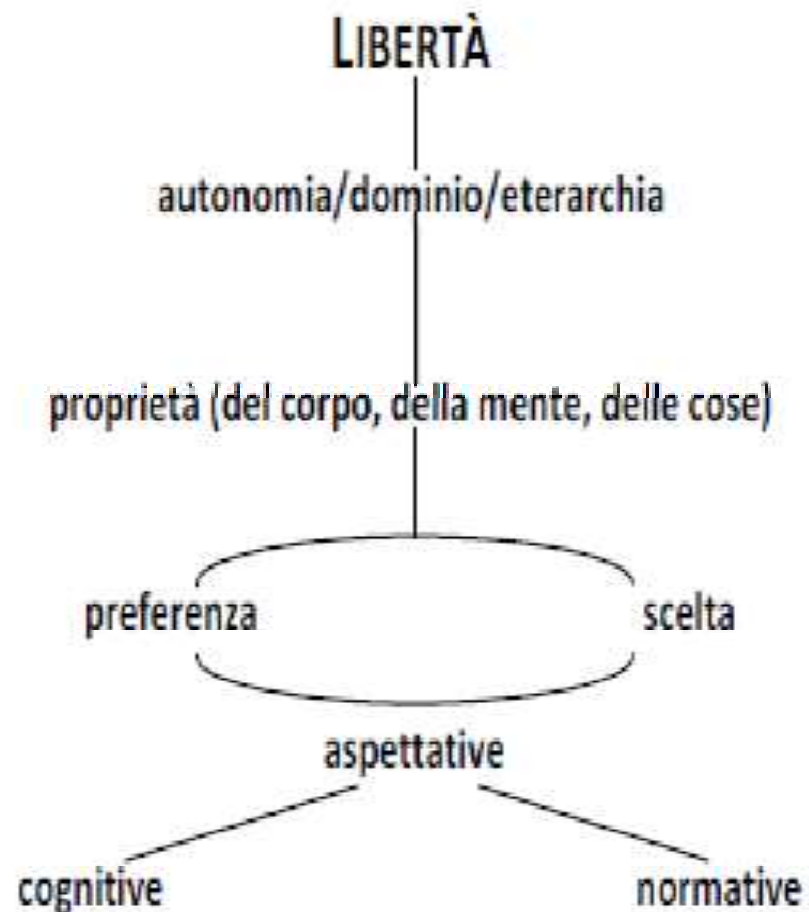 LIBERTÀ
autonomia/dominio/eterarchia
proprietà (del corpo, della mente, delle cose)
preferenza scelta
aspettative
cognitive normative